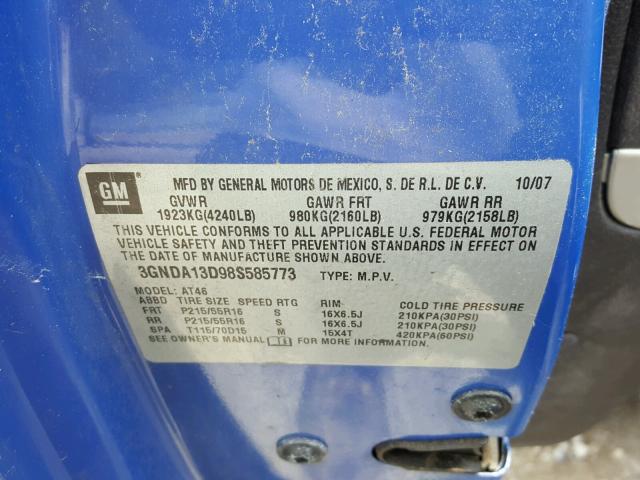 GM
MFD BY GENERAL MOTORS DE MEXICO, S. DE R.L. DE C.V. 10/07
GVWR GAWR FRT GAWR RR
1923KG(4240LB) 980KG(2160LB) 979KG(2158LB)
THIS VEHICLE CONFORMS TO ALL APPLICABLE U.S. FEDERAL MOTOR
VEHICLE SAFETY AND THEFT PREVENTION STANDARDS IN EFFECT ON
THE DATE OF MANUFACTURE SHOWN ABOVE.
3GNDA13D98S585773 TYPE: M.P.V.
MODEL: AT46
ABBD TIRE SIZE SPEED RTG RIM COLD TIRE PRESSURE
FRT P215/55R16 S 16X6.5J 210KPA(30PSI)
RR P215/55R16 S 16X6.5J 210KPA(30PSI)
SPA T115/70D15 M 15X4T 420KPA(60PSI)
SEE OWNER'S MANUAL FOR MORE INFORMATION.